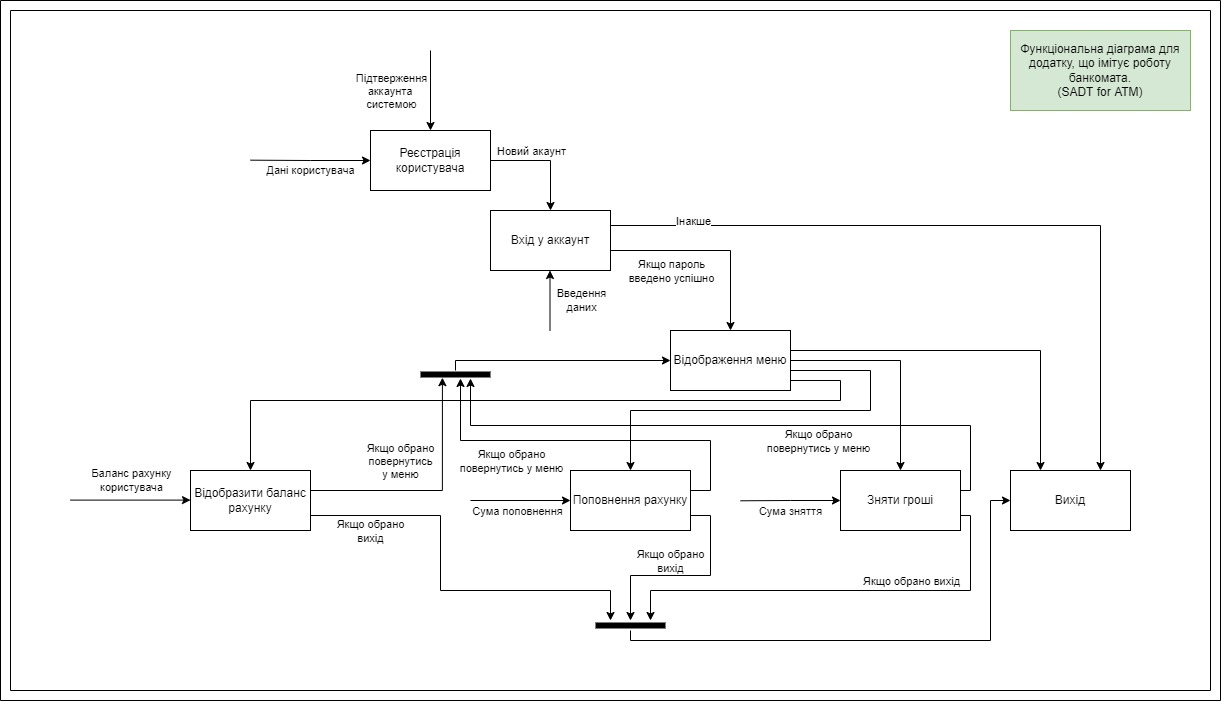 Функціональна діаграма для
додатку, що імітує роботу
банкомата.
(SADT for ATM)
Підтверження
аккаунта
системою
Реєстрація
користувача
Новий акаунт
Дані користувача
Вхід у аккаунт
Інакше
Якщо пароль
введено успішно
Введення
даних
Відображення меню
Якщо обрано
повернутись
у меню
Якщо обрано
повернутись у меню
Якщо обрано
повернутись у меню
Баланс рахунку
користувача
Відобразити баланс
рахунку
Сума поповнення
Поповнення рахунку
Сума зняття
Зняти гроші
Вихід
Якщо обрано
вихід
Якщо обрано
вихід
Якщо обрано вихід